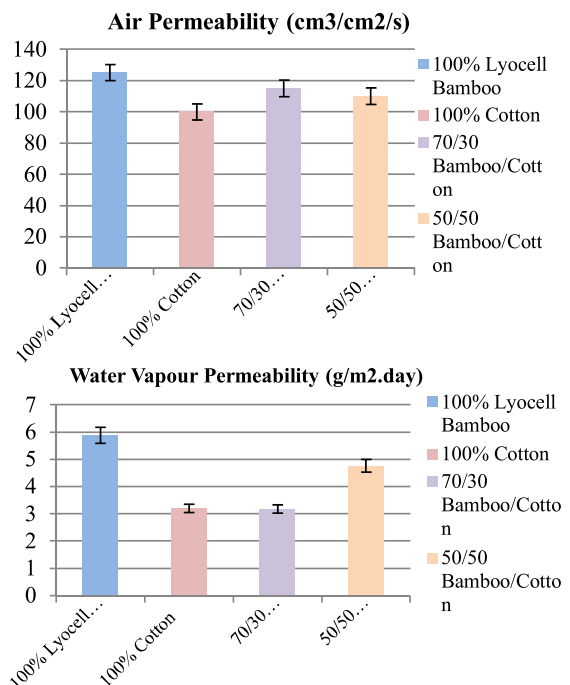 Air Permeability (cm3/cm2/s)
140
120
100
80
60
40
20
0
100% Lyocell…
100% Cotton
70/30…
50/50…
100% Lyocell
Bamboo
100% Cotton
70/30
Bamboo/Cott
on
50/50
Bamboo/Cott
on
Water Vapour Permeability (g/m2.day)
7
6
5
4
3
2
1
0
100% Lyocell…
100% Cotton
70/30…
50/50…
100% Lyocell
Bamboo
100% Cotton
70/30
Bamboo/Cotto
n
50/50
Bamboo/Cotto
n